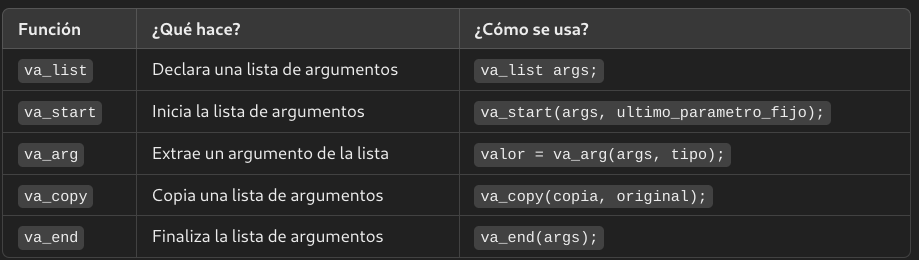 Función ¿Qué hace? ¿Cómo se usa?
va_list Declara una lista de argumentos va_list args;
va_start Inicia la lista de argumentos va_start(args, ultimo_parametro_fijo);
va_arg Extrae un argumento de la lista valor = va_arg(args, tipo);
va_copy Copia una lista de argumentos va_copy(copia, original);
va_end Finaliza la lista de argumentos va_end(args);